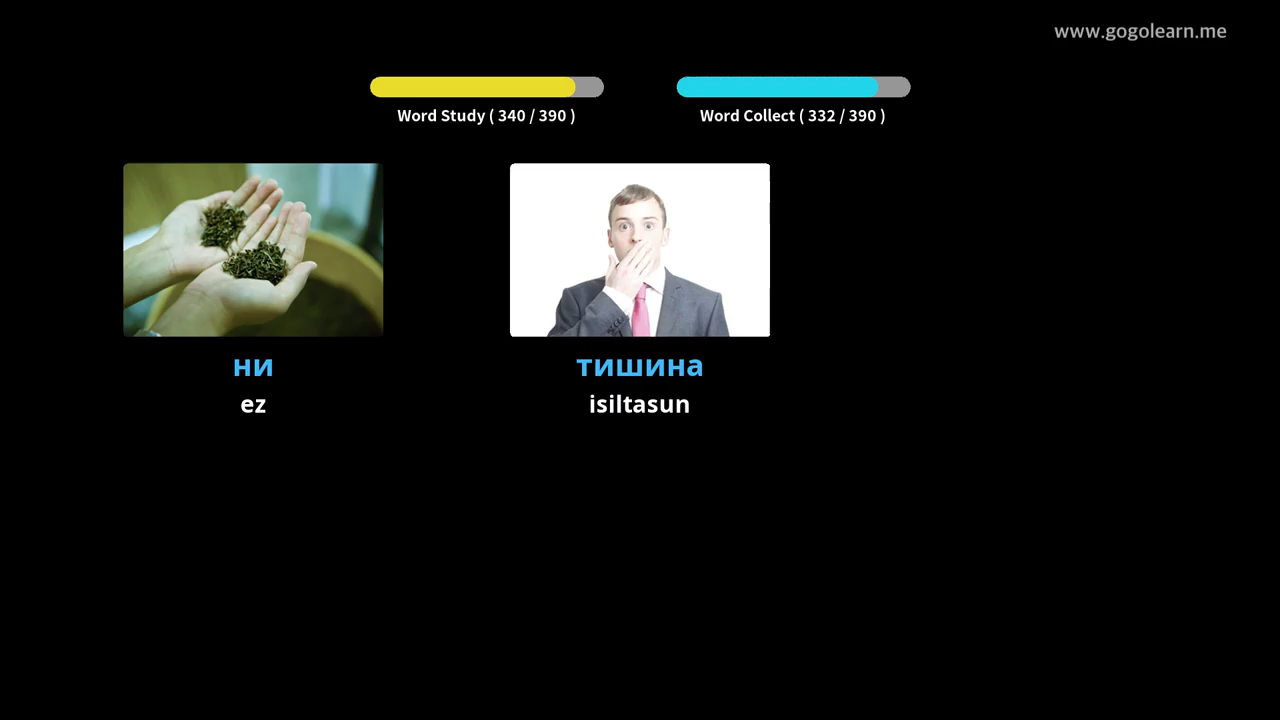 www.gogolearn.me
Word Study ( 340 / 390 )
Word Collect ( 332 / 390 )
ни
ez
тишина
isiltasun